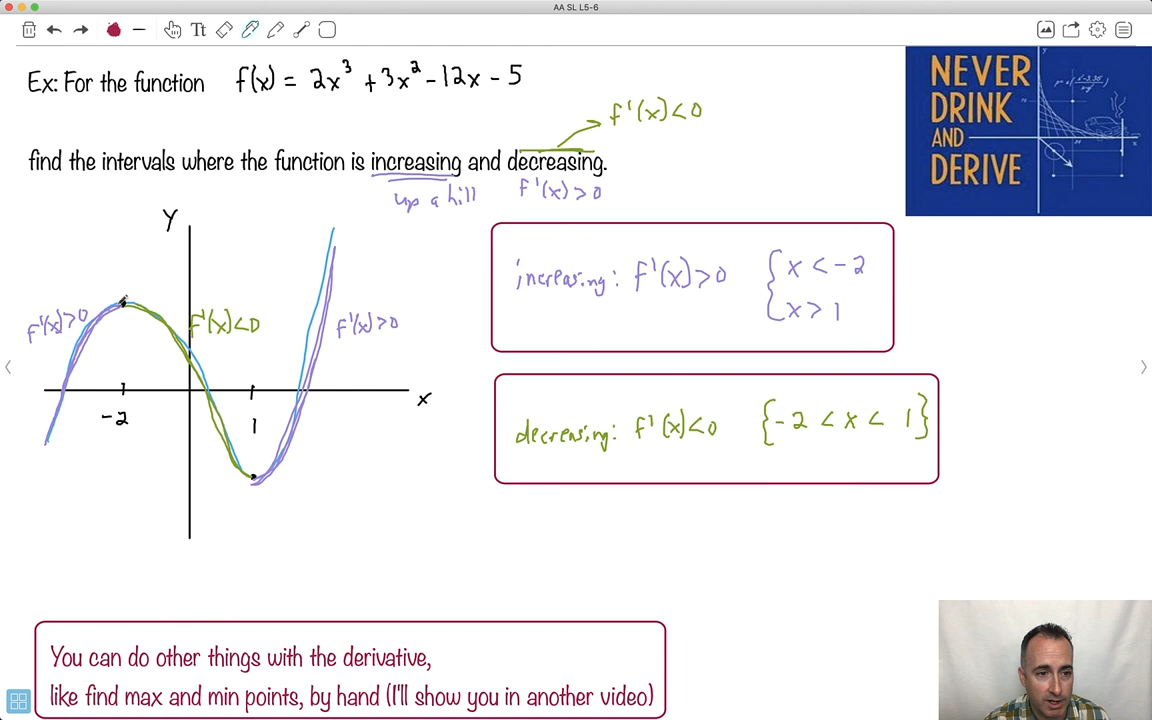 AA SL L5-6
Tt
Ex: For the function f(x) = 2x³ + 3x² - 12x - 5
f'(x) < 0
find the intervals where the function is increasing and decreasing.
up a hill f'(x) > 0
NEVER
DRINK
AND
DERIVE
Y
increasing: f'(x) > 0 { x < -2
x > 1
f'(x) > 0 f'(x) < 0 f'(x) > 0
x
-2 1
decreasing: f'(x) < 0 {-2 < x < 1}
You can do other things with the derivative,
like find max and min points, by hand (I'll show you in another video)